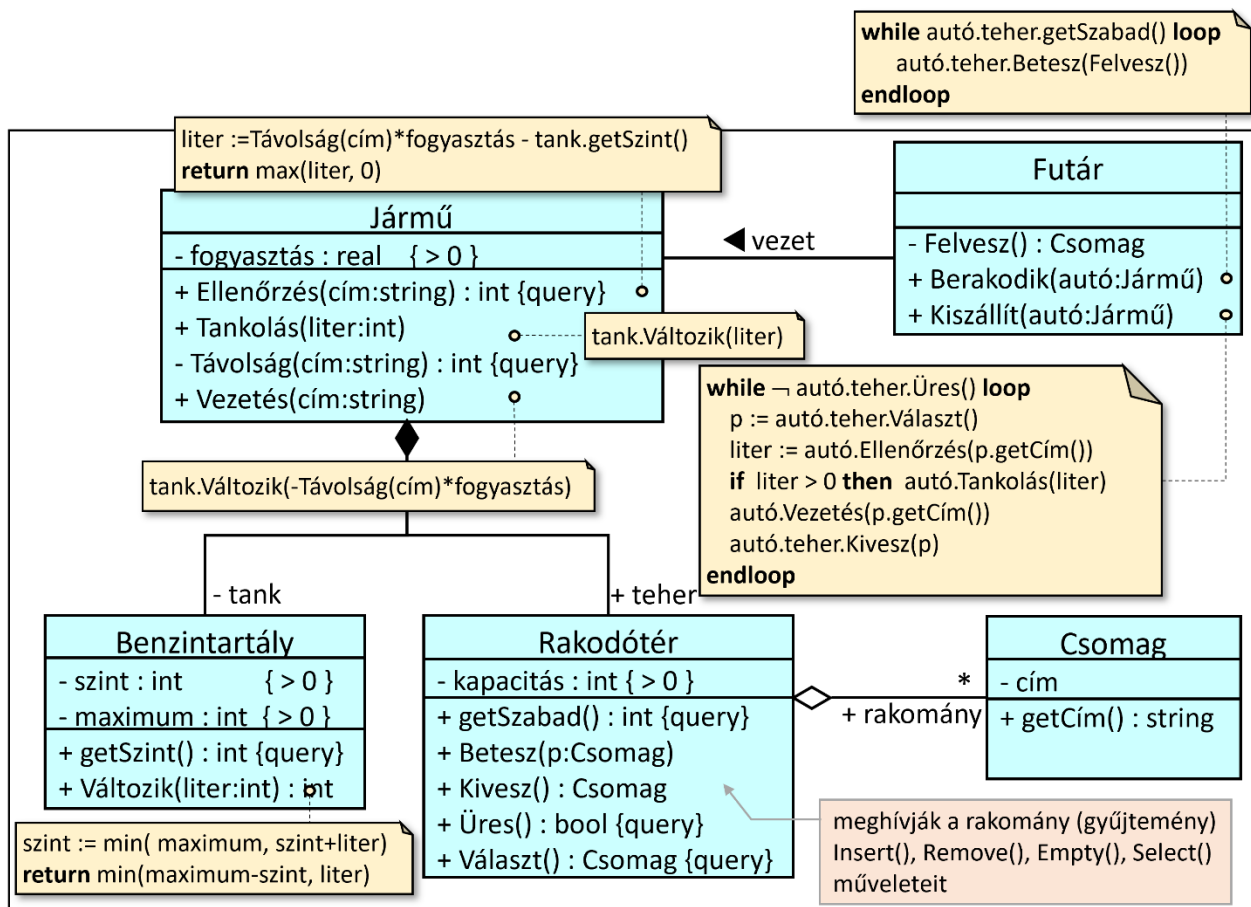 while autó.teher.getSzabad() loop
autó.teher.Betesz(Felvesz())
endloop
liter :=Távolság(cím)*fogyasztás - tank.getSzint()
return max(liter, 0)
Jármű
- fogyasztás : real { > 0 }
+ Ellenőrzés(cím:string) : int {query}
+ Tankolás(liter:int)
- Távolság(cím:string) : int {query}
+ Vezetés(cím:string)
tank.Változik(liter)
◀ vezet
Futár
- Felvesz() : Csomag
+ Berakodik(autó:Jármű)
+ Kiszállít(autó:Jármű)
while ¬ autó.teher.Üres() loop
p := autó.teher.Választ()
liter := autó.Ellenőrzés(p.getCím())
if liter > 0 then autó.Tankolás(liter)
autó.Vezetés(p.getCím())
autó.teher.Kivesz(p)
endloop
tank.Változik(-Távolság(cím)*fogyasztás)
- tank
+ teher
Benzintartály
- szint : int { > 0 }
- maximum : int { > 0 }
+ getSzint() : int {query}
+ Változik(liter:int) : int
szint := min( maximum, szint+liter)
return min(maximum-szint, liter)
Rakodótér
- kapacitás : int { > 0 }
+ getSzabad() : int {query}
+ Betesz(p:Csomag)
+ Kivesz() : Csomag
+ Üres() : bool {query}
+ Választ() : Csomag {query}
*
+ rakomány
Csomag
- cím
+ getCím() : string
meghívják a rakomány (gyűjtemény)
Insert(), Remove(), Empty(), Select()
műveleteit